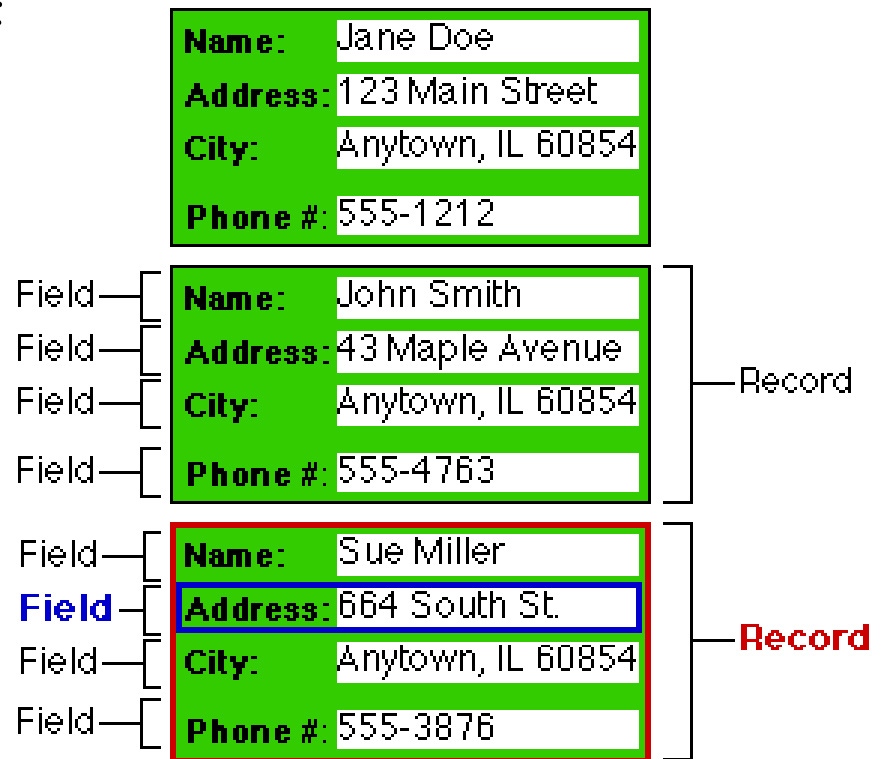 :
Name: Jane Doe
Address: 123 Main Street
City: Anytown, IL 60854
Phone #: 555-1212
Field Name: John Smith
Field Address: 43 Maple Avenue
Field City: Anytown, IL 60854
Record
Field Phone #: 555-4763
Field Name: Sue Miller
Field Address: 664 South St.
Record
Field City: Anytown, IL 60854
Field Phone #: 555-3876